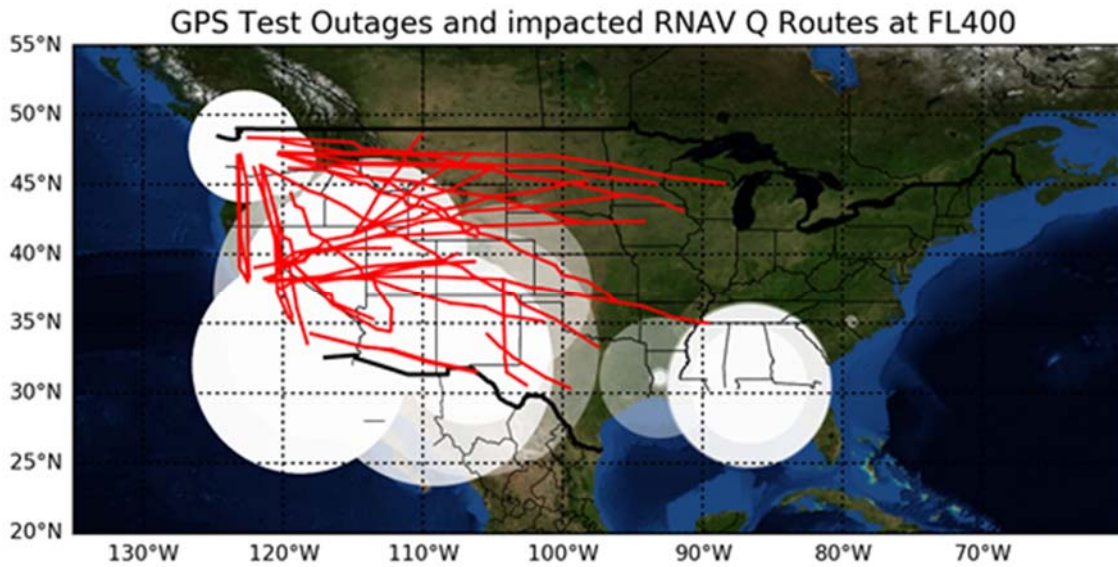 GPS Test Outages and impacted RNAV Q Routes at FL400
55°N
50°N
45°N
40°N
35°N
30°N
25°N
20°N
130°W 120°W 110°W 100°W 90°W 80°W 70°W